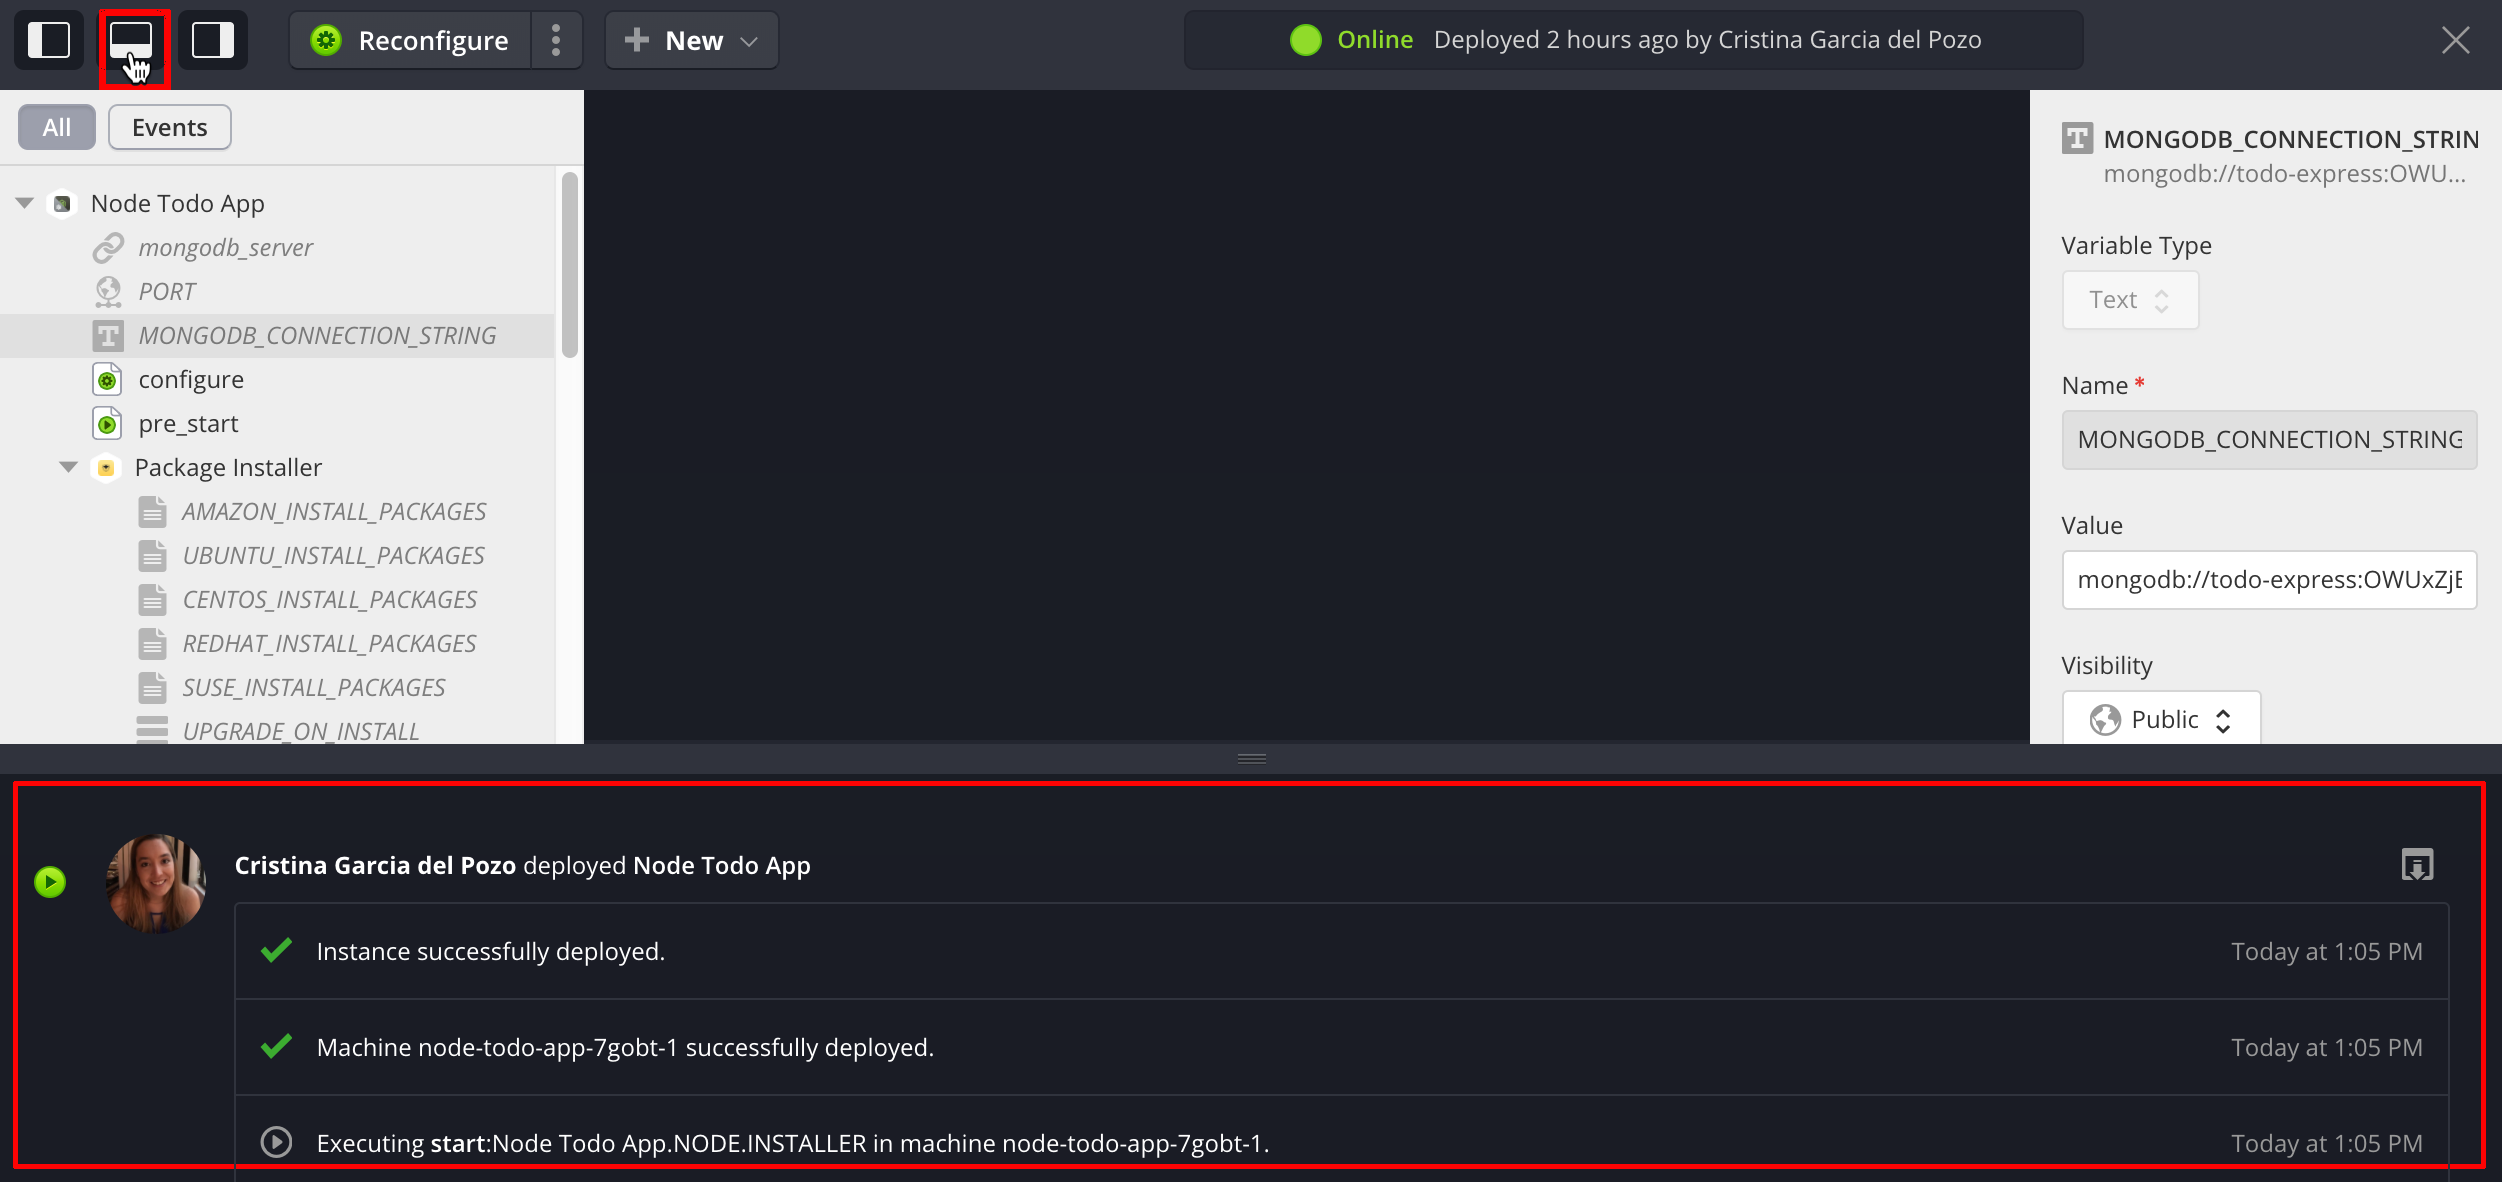 Reconfigure
New
Online Deployed 2 hours ago by Cristina Garcia del Pozo
All
Events
Node Todo App
mongodb_server
PORT
MONGODB_CONNECTION_STRING
configure
pre_start
Package Installer
AMAZON_INSTALL_PACKAGES
UBUNTU_INSTALL_PACKAGES
CENTOS_INSTALL_PACKAGES
REDHAT_INSTALL_PACKAGES
SUSE_INSTALL_PACKAGES
UPGRADE_ON_INSTALL
MONGODB_CONNECTION_STRIN
mongodb://todo-express:OWU...
Variable Type
Text
Name *
MONGODB_CONNECTION_STRING
Value
mongodb://todo-express:OWUxZjE
Visibility
Public
Cristina Garcia del Pozo deployed Node Todo App
Instance successfully deployed. Today at 1:05 PM
Machine node-todo-app-7gobt-1 successfully deployed. Today at 1:05 PM
Executing start:Node Todo App.NODE.INSTALLER in machine node-todo-app-7gobt-1. Today at 1:05 PM